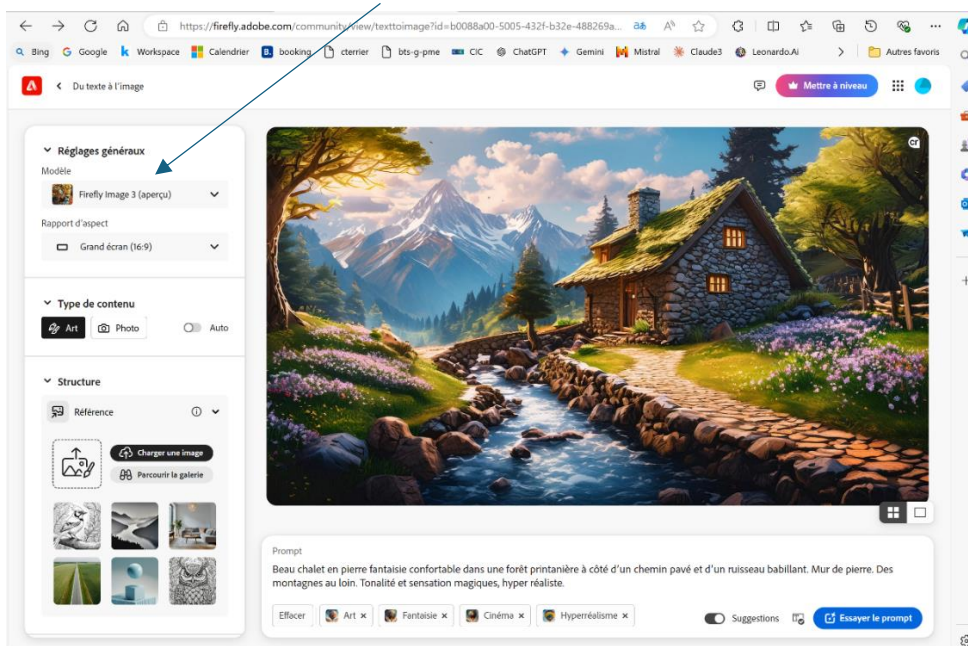 https://firefly.adobe.com/community/view/texttoimage?id=b0088a00-5005-432f-b32e-488269a...
Bing Google Workspace Calendrier booking cterrier bts-g-pme CIC ChatGPT Gemini Mistral Claude3 Leonardo.Ai Autres favoris
Du texte à l'image
Mettre à niveau
Réglages généraux
Modèle
Firefly Image 3 (aperçu)
Rapport d'aspect
Grand écran (16:9)
Type de contenu
Art Photo Auto
Structure
Référence
Charger une image
Parcourir la galerie
Prompt
Beau chalet en pierre fantaisie confortable dans une forêt printanière à côté d'un chemin pavé et d'un ruisseau babillant. Mur de pierre. Des
montagnes au loin. Tonalité et sensation magiques, hyper réaliste.
Effacer Art × Fantaisie × Cinéma × Hyperréalisme × Suggestions Essayer le prompt